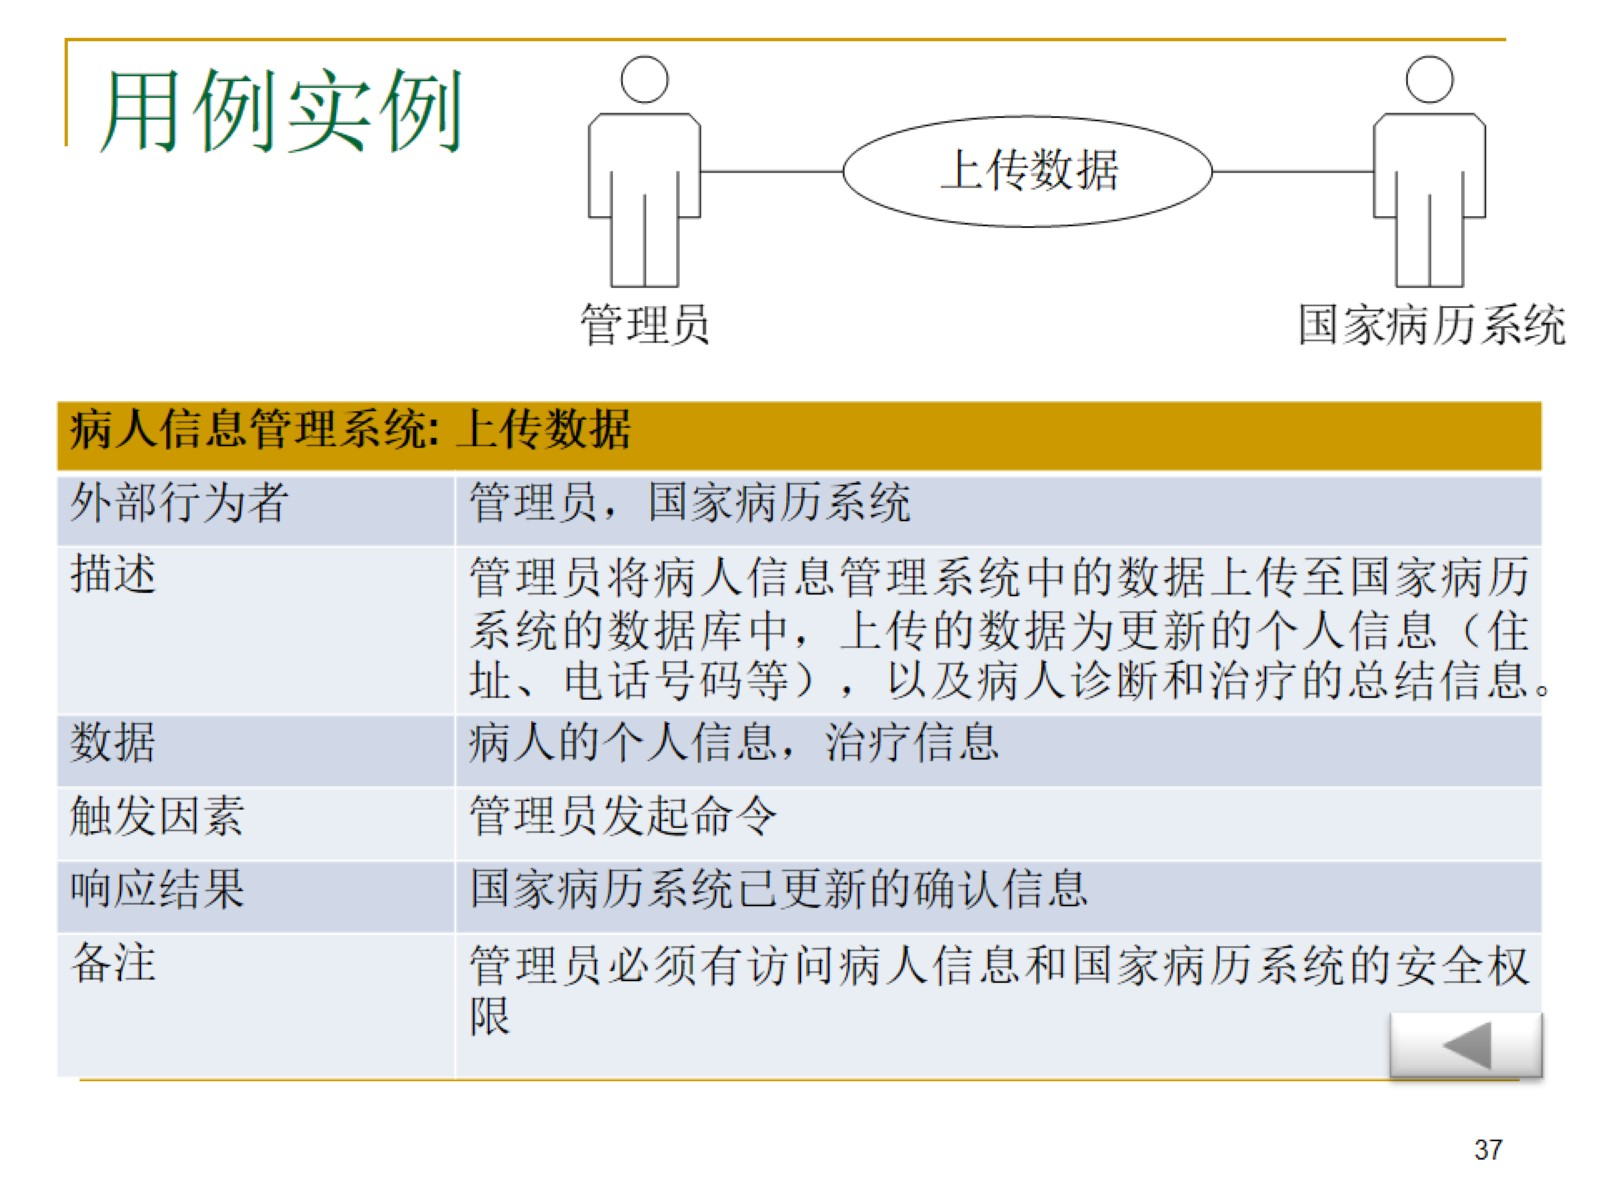 用例实例
上传数据
管理员
国家病历系统
病人信息管理系统: 上传数据
外部行为者
管理员，国家病历系统
描述
管理员将病人信息管理系统中的数据上传至国家病历
系统的数据库中，上传的数据为更新的个人信息（住
址、电话号码等），以及病人诊断和治疗的总结信息。
数据
病人的个人信息，治疗信息
触发因素
管理员发起命令
响应结果
国家病历系统已更新的确认信息
备注
管理员必须有访问病人信息和国家病历系统的安全权
限
37